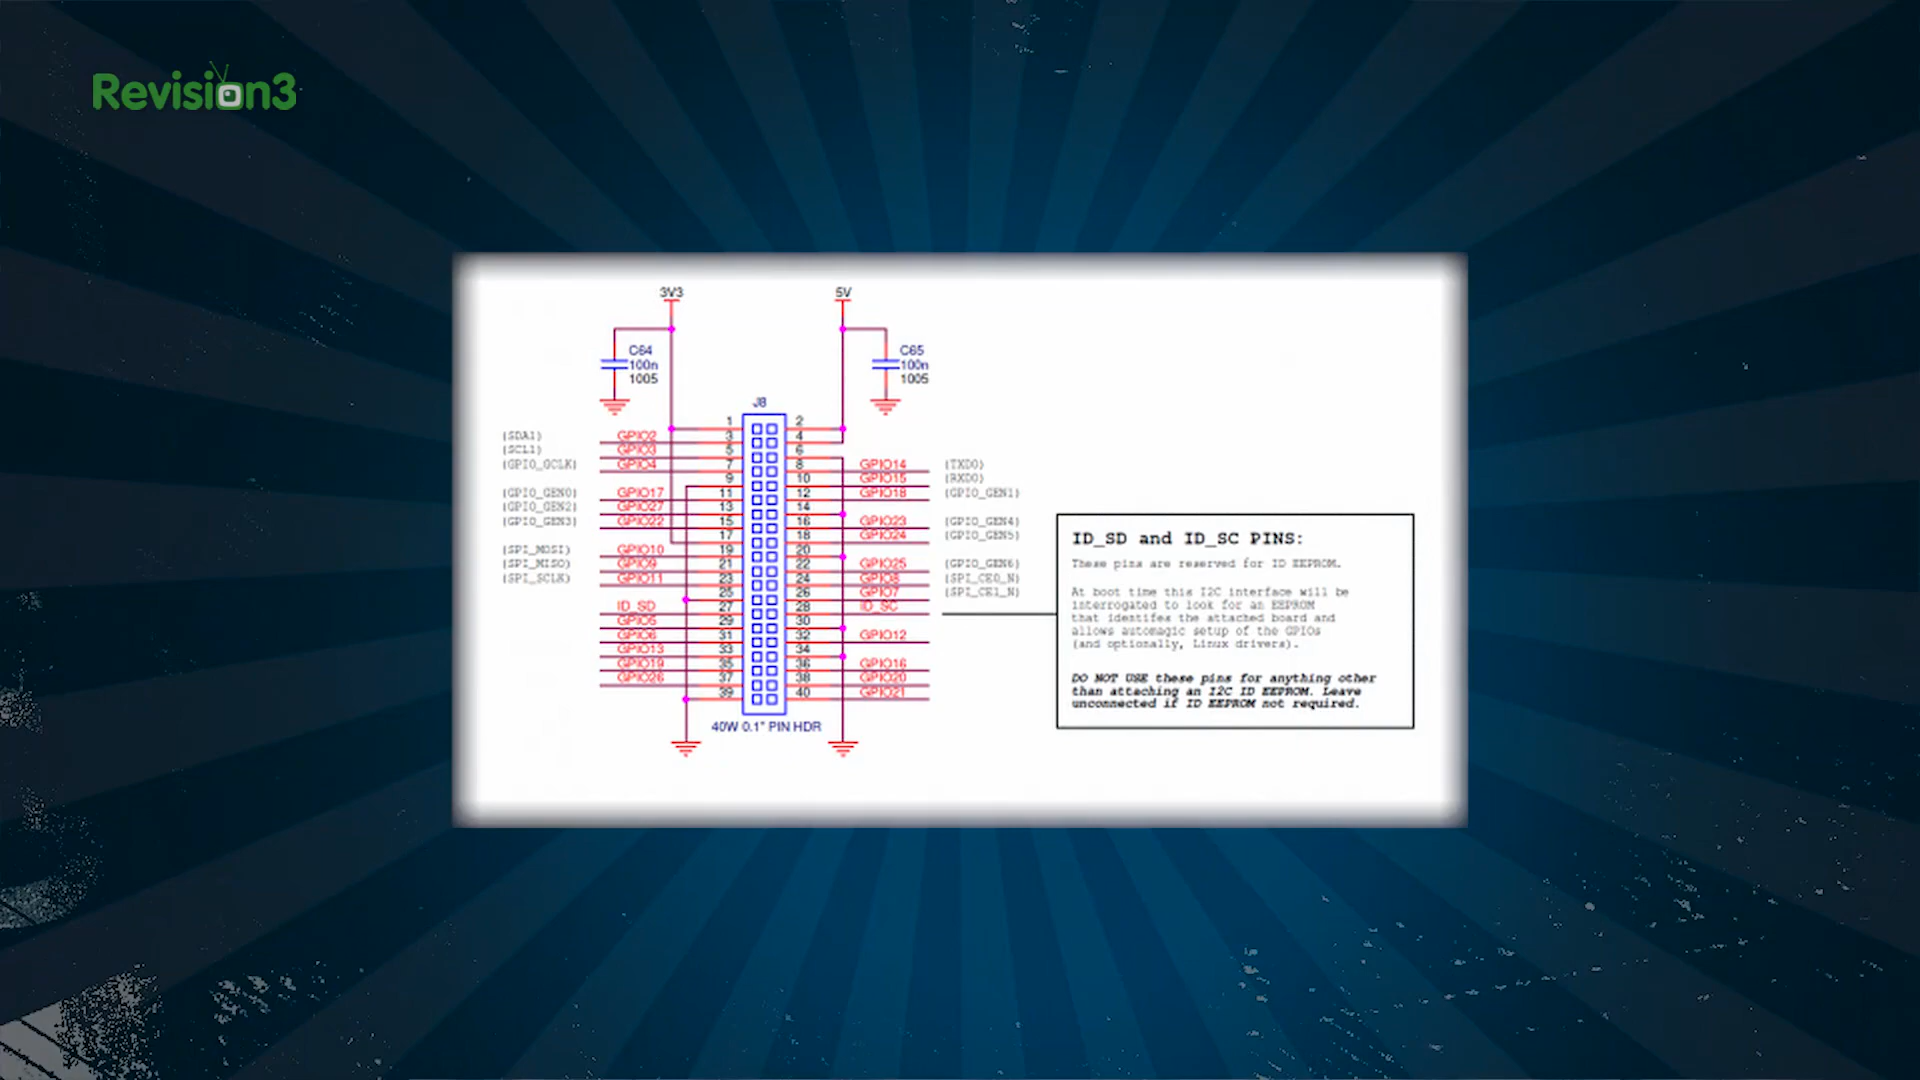 Revision3
3V3
5V
C64
100n
1005
C65
100n
1005
J8
1 2
(SDA1) GPIO2 3 4
(SCL1) GPIO3 5 6
(GPIO_GCLK) GPIO4 7 8 GPIO14 (TXD0)
9 10 GPIO15 (RXD0)
(GPIO_GEN0) GPIO17 11 12 GPIO18 (GPIO_GEN1)
(GPIO_GEN2) GPIO27 13 14
(GPIO_GEN3) GPIO22 15 16 GPIO23 (GPIO_GEN4)
17 18 GPIO24 (GPIO_GEN5)
(SPI_MOSI) GPIO10 19 20
(SPI_MISO) GPIO9 21 22 GPIO25 (GPIO_GEN6)
(SPI_SCLK) GPIO11 23 24 GPIO8 (SPI_CE0_N)
25 26 GPIO7 (SPI_CE1_N)
ID_SD 27 28 ID_SC
GPIO5 29 30
GPIO6 31 32 GPIO12
GPIO13 33 34
GPIO19 35 36 GPIO16
GPIO26 37 38 GPIO20
39 40 GPIO21
40W 0.1" PIN HDR
ID_SD and ID_SC PINS:
These pins are reserved for ID EEPROM.
At boot time this I2C interface will be
interrogated to look for an EEPROM
that identifes the attached board and
allows automagic setup of the GPIOs
(and optionally, Linux drivers).
DO NOT USE these pins for anything other
than attaching an I2C ID EEPROM. Leave
unconnected if ID EEPROM not required.